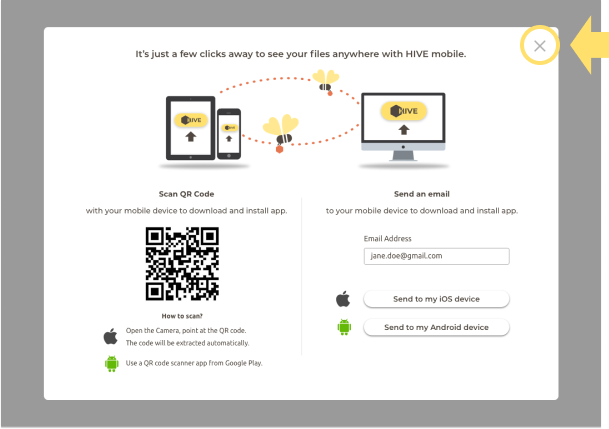 It's just a few clicks away to see your files anywhere with HIVE mobile.
HIVE
HIVE
HIVE
Scan QR Code
with your mobile device to download and install app.
How to scan?
Open the Camera, point at the QR code.
The code will be extracted automatically.
Use a QR code scanner app from Google Play.
Send an email
to your mobile device to download and install app.
Email Address
jane.doe@gmail.com
Send to my iOS device
Send to my Android device